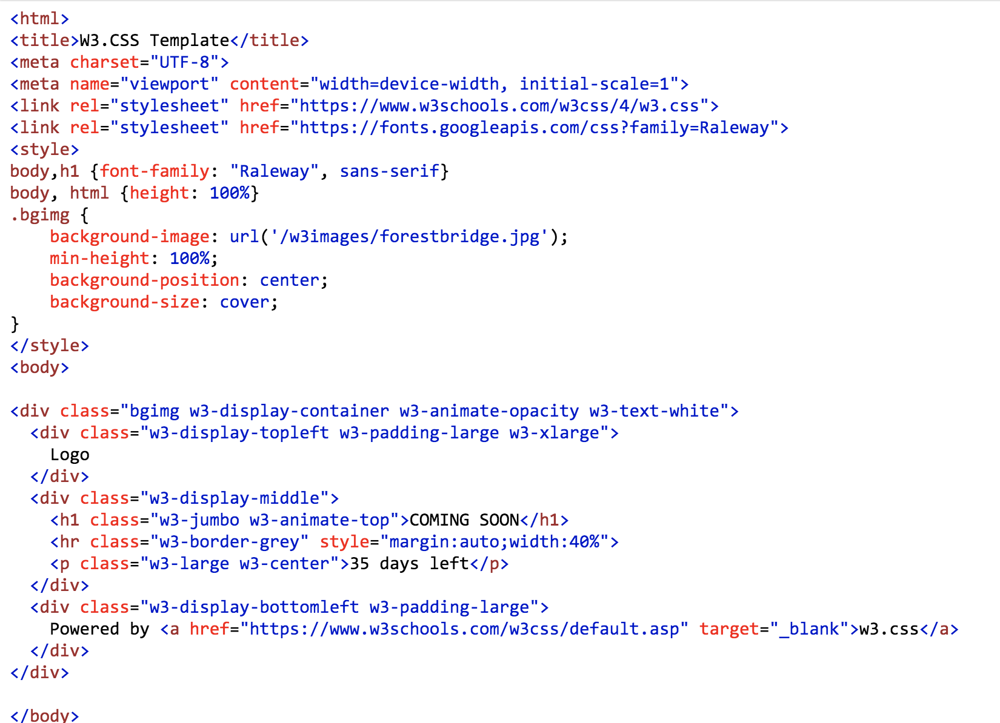 <html>
<title>W3.CSS Template</title>
<meta charset="UTF-8">
<meta name="viewport" content="width=device-width, initial-scale=1">
<link rel="stylesheet" href="https://www.w3schools.com/w3css/4/w3.css">
<link rel="stylesheet" href="https://fonts.googleapis.com/css?family=Raleway">
<style>
body,h1 {font-family: "Raleway", sans-serif}
body, html {height: 100%}
.bgimg {
    background-image: url('/w3images/forestbridge.jpg');
    min-height: 100%;
    background-position: center;
    background-size: cover;
}
</style>
<body>

<div class="bgimg w3-display-container w3-animate-opacity w3-text-white">
  <div class="w3-display-topleft w3-padding-large w3-xlarge">
    Logo
  </div>
  <div class="w3-display-middle">
    <h1 class="w3-jumbo w3-animate-top">COMING SOON</h1>
    <hr class="w3-border-grey" style="margin:auto;width:40%">
    <p class="w3-large w3-center">35 days left</p>
  </div>
  <div class="w3-display-bottomleft w3-padding-large">
    Powered by <a href="https://www.w3schools.com/w3css/default.asp" target="_blank">w3.css</a>
  </div>
</div>

</body>